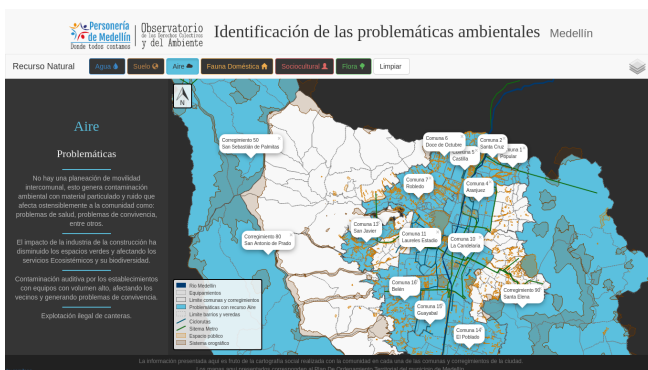 Personería
de Medellín
Donde todos contamos
Observatorio
de los Derechos Colectivos
y del Ambiente
Identificación de las problemáticas ambientales Medellín
Recurso Natural
Agua
Suelo
Aire
Fauna Doméstica
Sociocultural
Flora
Limpiar
N
Aire
Problemáticas
No hay una planeación de movilidad
intercomunal, esto genera contaminación
ambiental con material particulado y ruido que
afecta ostensiblemente a la comunidad como:
problemas de salud, problemas de convivencia,
entre otros.
El impacto de la industria de la construcción ha
disminuido los espacios verdes y afectando los
servicios Ecosistémicos y su biodiversidad.
Contaminación auditiva por los establecimientos
con equipos con volumen alto, afectando los
vecinos y generando problemas de convivencia.
Explotación ilegal de canteras.
Corregimiento 50
San Sebastián de Palmitas
Comuna 6
Doce de Octubre
Comuna 2
Santa Cruz
Comuna 5
Castilla
Popular
Comuna 7
Robledo
Comuna 4
Aranjuez
Comuna 13
San Javier
Corregimiento 80
San Antonio de Prado
Comuna 11
Laureles Estadio
Comuna 10
La Candelaria
Comuna 16
Belén
Corregimiento 90
Santa Elena
Comuna 15
Guayabal
Comuna 14
El Poblado
Rio Medellín
Equipamientos
Limite comunas y corregimientos
Problemáticas con recurso Aire
Limite barrios y veredas
Ciclorutas
Sitema Metro
Espacio público
Sistema orográfico
La información presentada aquí es fruto de la cartografía social realizada con la comunidad en cada una de las comunas y corregimientos de la ciudad.